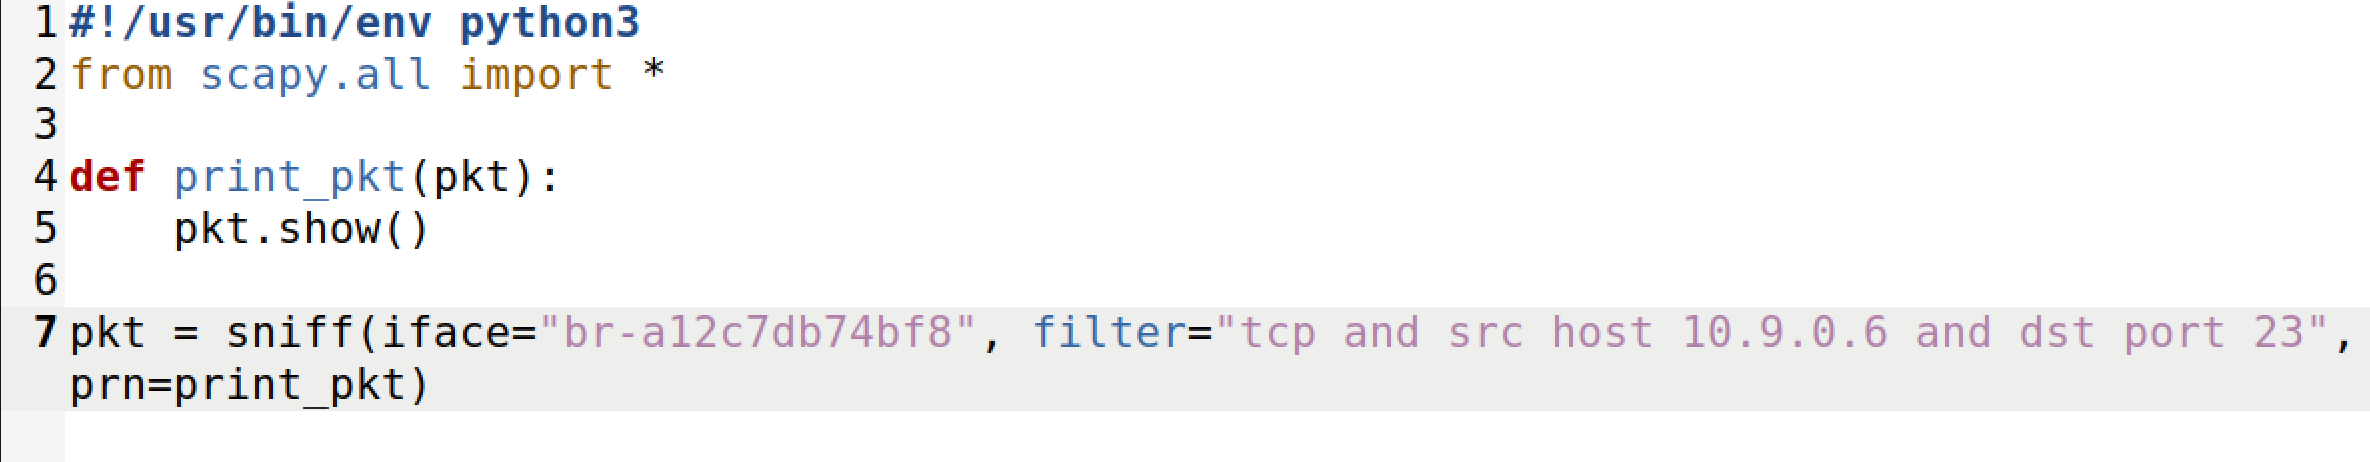 1 #!/usr/bin/env python3
2 from scapy.all import *
3
4 def print_pkt(pkt):
5     pkt.show()
6
7 pkt = sniff(iface="br-a12c7db74bf8", filter="tcp and src host 10.9.0.6 and dst port 23",
prn=print_pkt)